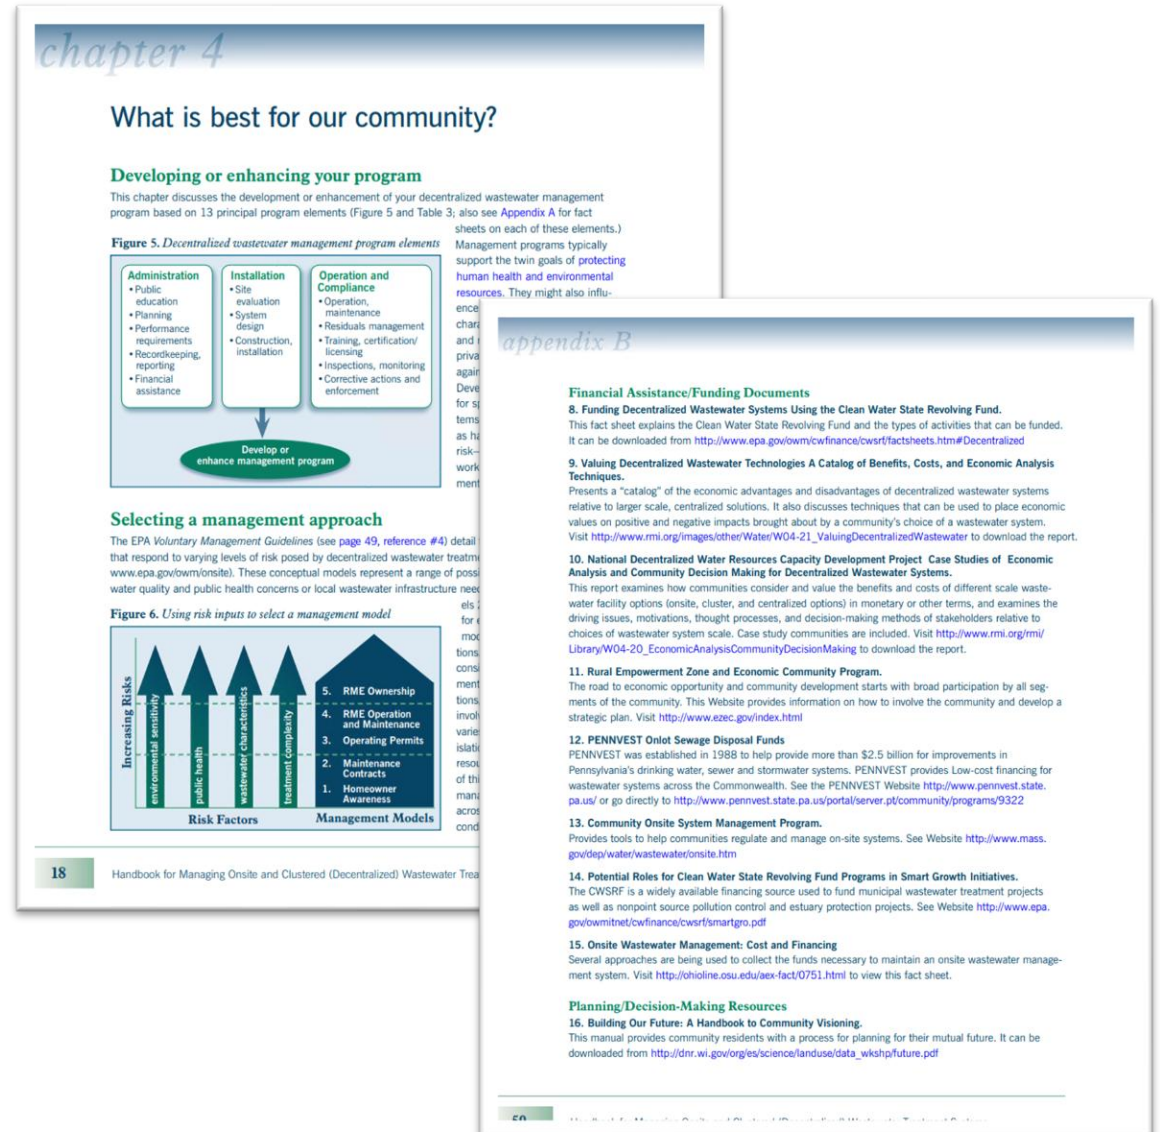 chapter 4
What is best for our community?
Developing or enhancing your program
This chapter discusses the development or enhancement of your decentralized wastewater management
program based on 13 principal program elements (Figure 5 and Table 3; also see Appendix A for fact
sheets on each of these elements.)
Management programs typically
support the twin goals of protecting
human health and environmental
resources. They might also influ-
Figure 5. Decentralized wastewater management program elements
Administration
• Public
education
• Planning
• Performance
requirements
• Recordkeeping,
reporting
• Financial
assistance
Installation
• Site
evaluation
• System
design
• Construction,
installation
Operation and
Compliance
• Operation,
maintenance
• Residuals management
• Training, certification/
licensing
• Inspections, monitoring
• Corrective actions and
enforcement
Develop or
enhance management program
Selecting a management approach
The EPA Voluntary Management Guidelines (see page 49, reference #4) detail
that respond to varying levels of risk posed by decentralized wastewater
www.epa.gov/owm/onsite). These conceptual models represent a range of
water quality and public health concerns or local wastewater infrastructure
Figure 6. Using risk inputs to select a management model
Increasing Risks
environmental sensitivity
public health
wastewater characteristics
treatment complexity
5. RME Ownership
4. RME Operation
and Maintenance
3. Operating Permits
2. Maintenance
Contracts
1. Homeowner
Awareness
Risk Factors
Management Models
18
Handbook for Managing Onsite and Clustered (Decentralized) Wastewater
appendix B
Financial Assistance/Funding Documents
8. Funding Decentralized Wastewater Systems Using the Clean Water State Revolving Fund.
This fact sheet explains the Clean Water State Revolving Fund and the types of activities that can be funded.
It can be downloaded from http://www.epa.gov/owm/cwfinance/cwsrf/factsheets.htm#Decentralized
9. Valuing Decentralized Wastewater Technologies A Catalog of Benefits, Costs, and Economic Analysis
Techniques.
Presents a “catalog” of the economic advantages and disadvantages of decentralized wastewater systems
relative to larger scale, centralized solutions. It also discusses techniques that can be used to place economic
values on positive and negative impacts brought about by a community’s choice of a wastewater system.
Visit http://www.rmi.org/images/other/Water/W04-21_ValuingDecentralizedWastewater to download the report.
10. National Decentralized Water Resources Capacity Development Project Case Studies of Economic
Analysis and Community Decision Making for Decentralized Wastewater Systems.
This report examines how communities consider and value the benefits and costs of different scale waste-
water facility options (onsite, cluster, and centralized options) in monetary or other terms, and examines the
driving issues, motivations, thought processes, and decision-making methods of stakeholders relative to
choices of wastewater system scale. Case study communities are included. Visit http://www.rmi.org/rmi/
Library/W04-20_EconomicAnalysisCommunityDecisionMaking to download the report.
11. Rural Empowerment Zone and Economic Community Program.
The road to economic opportunity and community development starts with broad participation by all seg-
ments of the community. This Website provides information on how to involve the community and develop a
strategic plan. Visit http://www.ezec.gov/index.html
12. PENNVEST Onlot Sewage Disposal Funds
PENNVEST was established in 1988 to help provide more than $2.5 billion for improvements in
Pennsylvania’s drinking water, sewer and stormwater systems. PENNVEST provides Low-cost financing for
wastewater systems across the Commonwealth. See the PENNVEST Website http://www.pennvest.state.
pa.us/ or go directly to http://www.pennvest.state.pa.us/portal/server.pt/community/programs/9322
13. Community Onsite System Management Program.
Provides tools to help communities regulate and manage on-site systems. See Website http://www.mass.
gov/dep/water/wastewater/onsite.htm
14. Potential Roles for Clean Water State Revolving Fund Programs in Smart Growth Initiatives.
The CWSRF is a widely available financing source used to fund municipal wastewater treatment projects
as well as nonpoint source pollution control and estuary protection projects. See Website http://www.epa.
gov/owmitnet/cwfinance/cwsrf/smartgro.pdf
15. Onsite Wastewater Management: Cost and Financing
Several approaches are being used to collect the funds necessary to maintain an onsite wastewater manage-
ment system. Visit http://ohioline.osu.edu/aex-fact/0751.html to view this fact sheet.
Planning/Decision-Making Resources
16. Building Our Future: A Handbook to Community Visioning.
This manual provides community residents with a process for planning for their mutual future. It can be
downloaded from http://dnr.wi.gov/org/es/science/landuse/data_wkshp/future.pdf